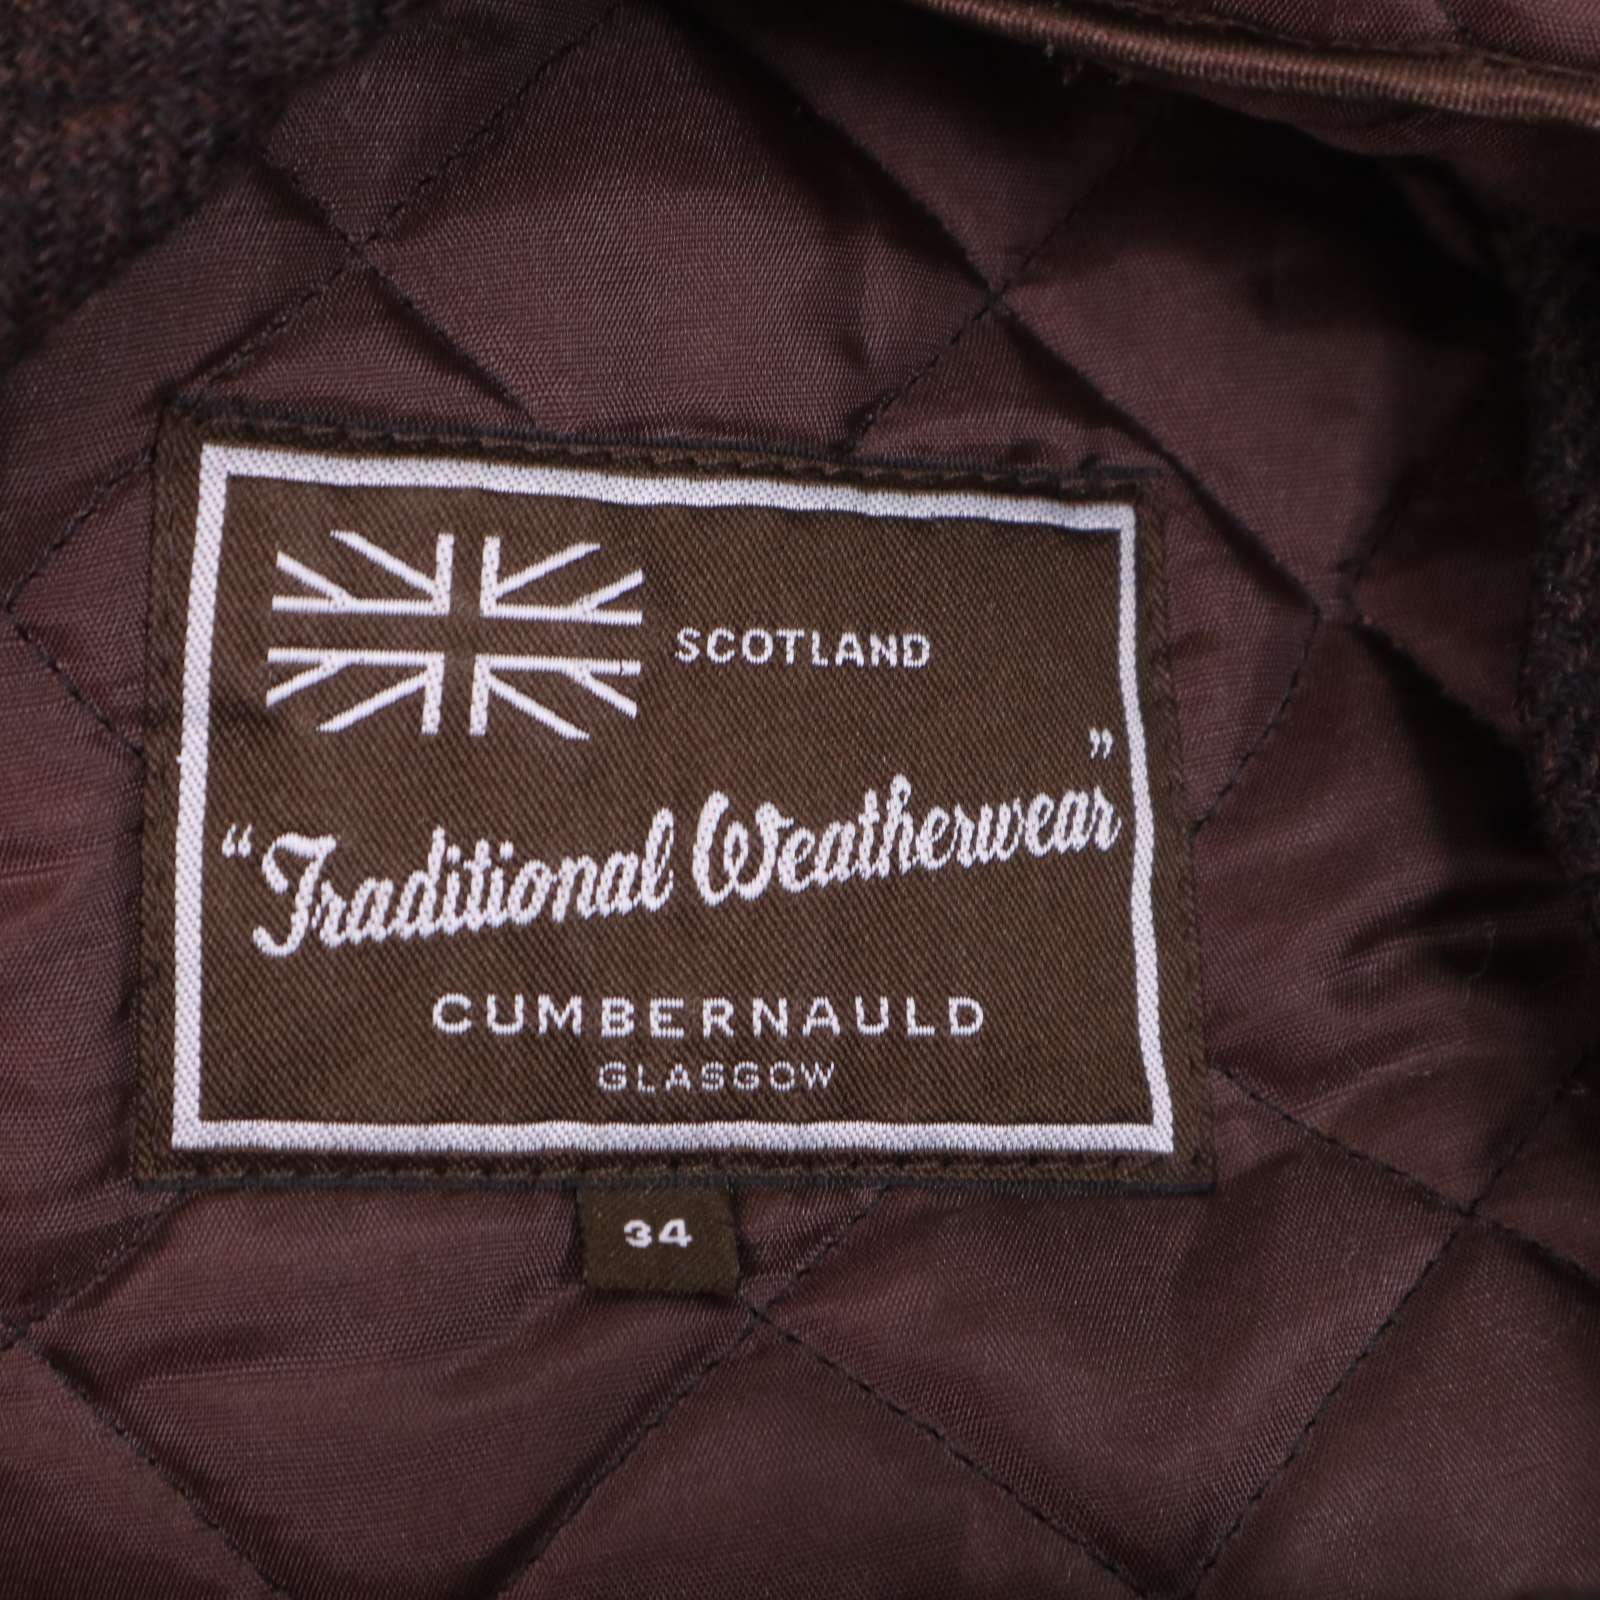 SCOTLAND
“Traditional Weatherwear”
CUMBERNAULD
GLASGOW
34